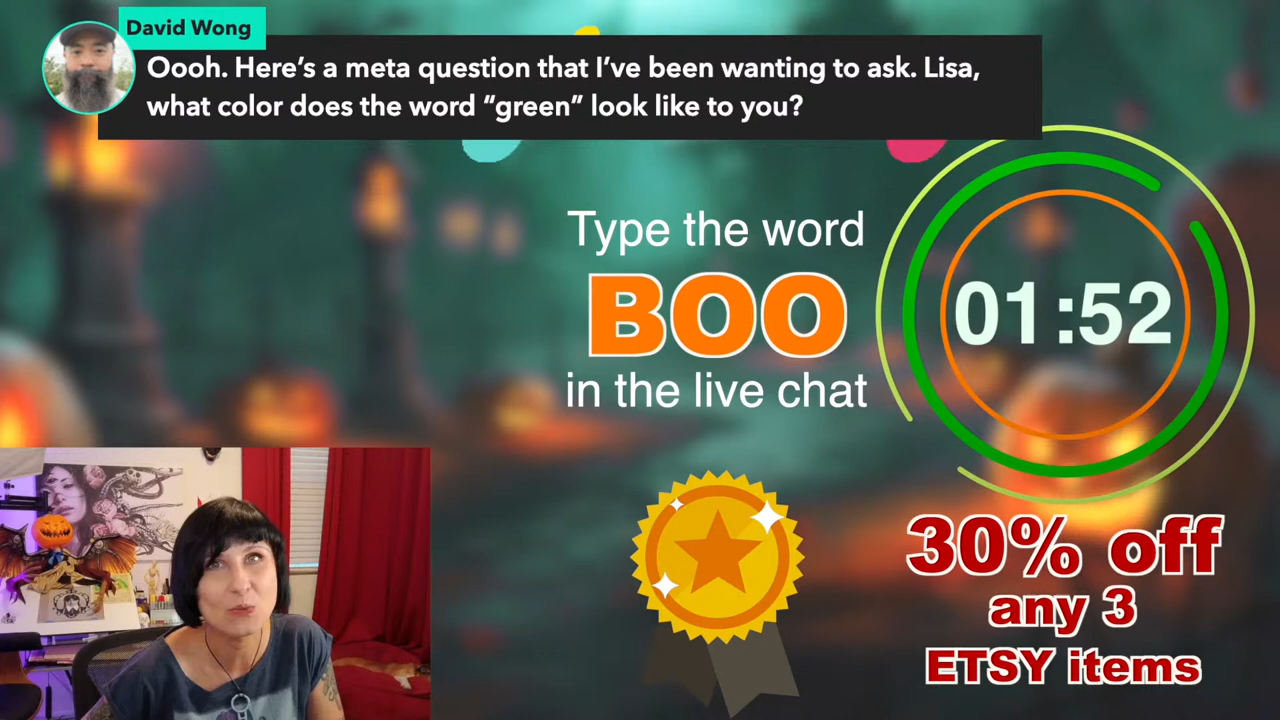 David Wong
Oooh. Here’s a meta question that I’ve been wanting to ask. Lisa,
what color does the word “green” look like to you?
Type the word
BOO
in the live chat
01:52
30% off
any 3
ETSY items